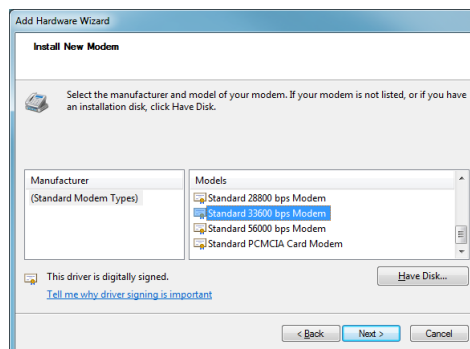 Add Hardware Wizard
Install New Modem
Select the manufacturer and model of your modem. If your modem is not listed, or if you have
an installation disk, click Have Disk.
Manufacturer
(Standard Modem Types)
Models
Standard 28800 bps Modem
Standard 33600 bps Modem
Standard 56000 bps Modem
Standard PCMCIA Card Modem
This driver is digitally signed.
Tell me why driver signing is important
Have Disk...
< Back
Next >
Cancel